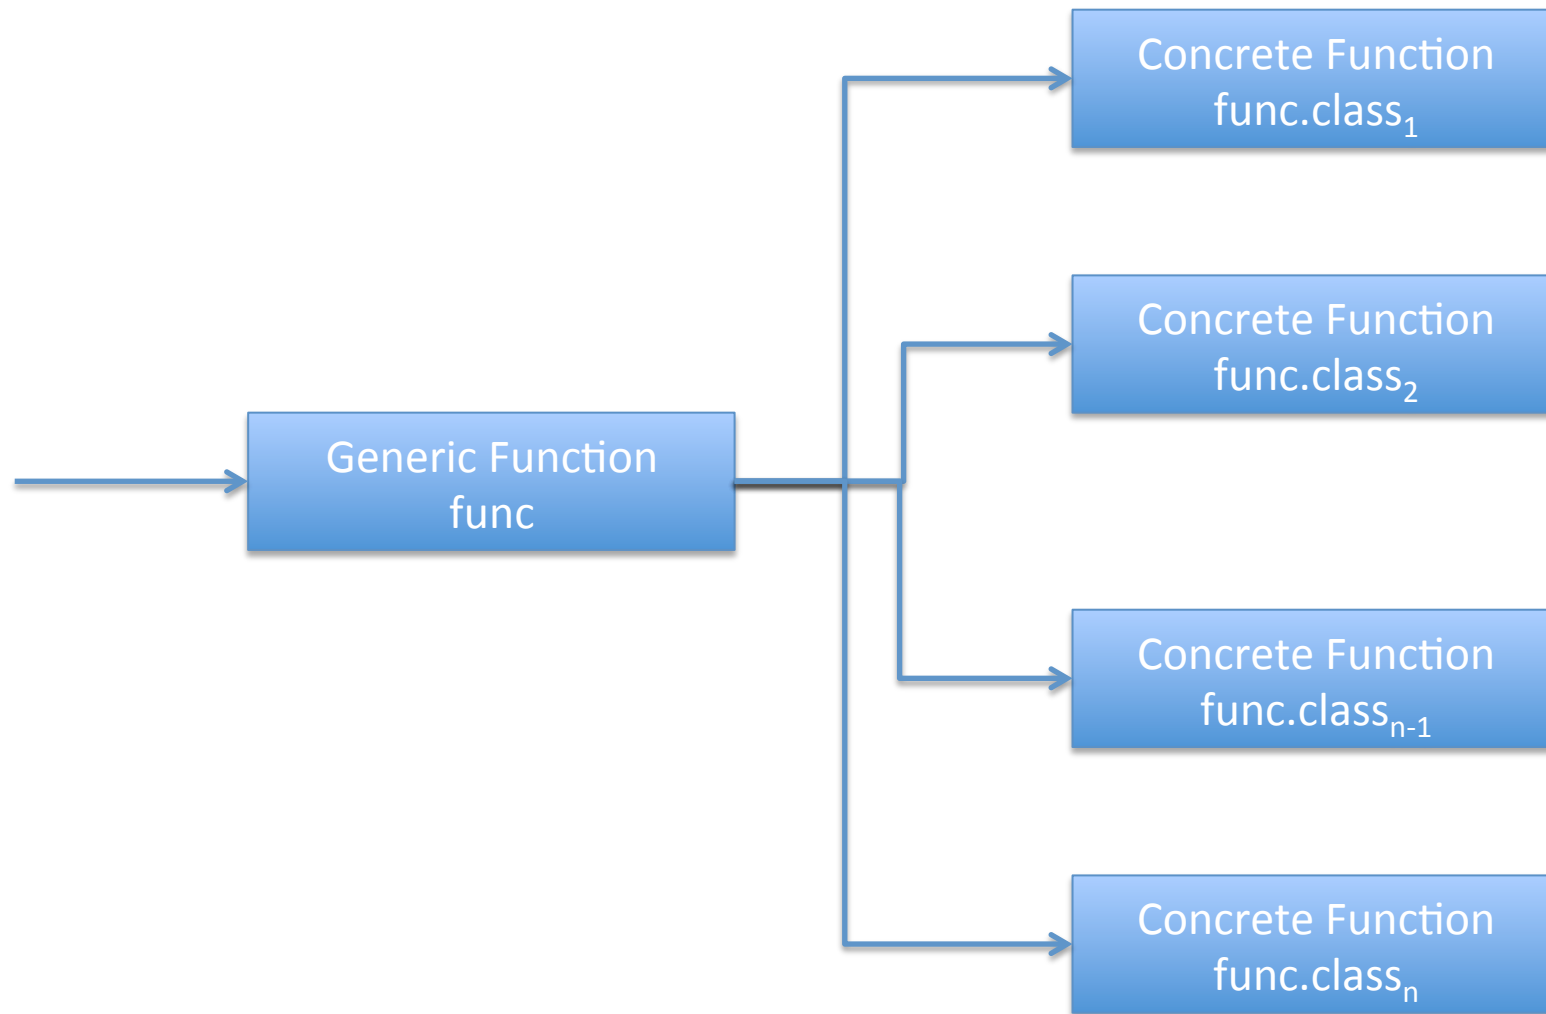 Concrete Function
func.class₁
Concrete Function
func.class₂
Generic Function
func
Concrete Function
func.classₙ₋₁
Concrete Function
func.classₙ